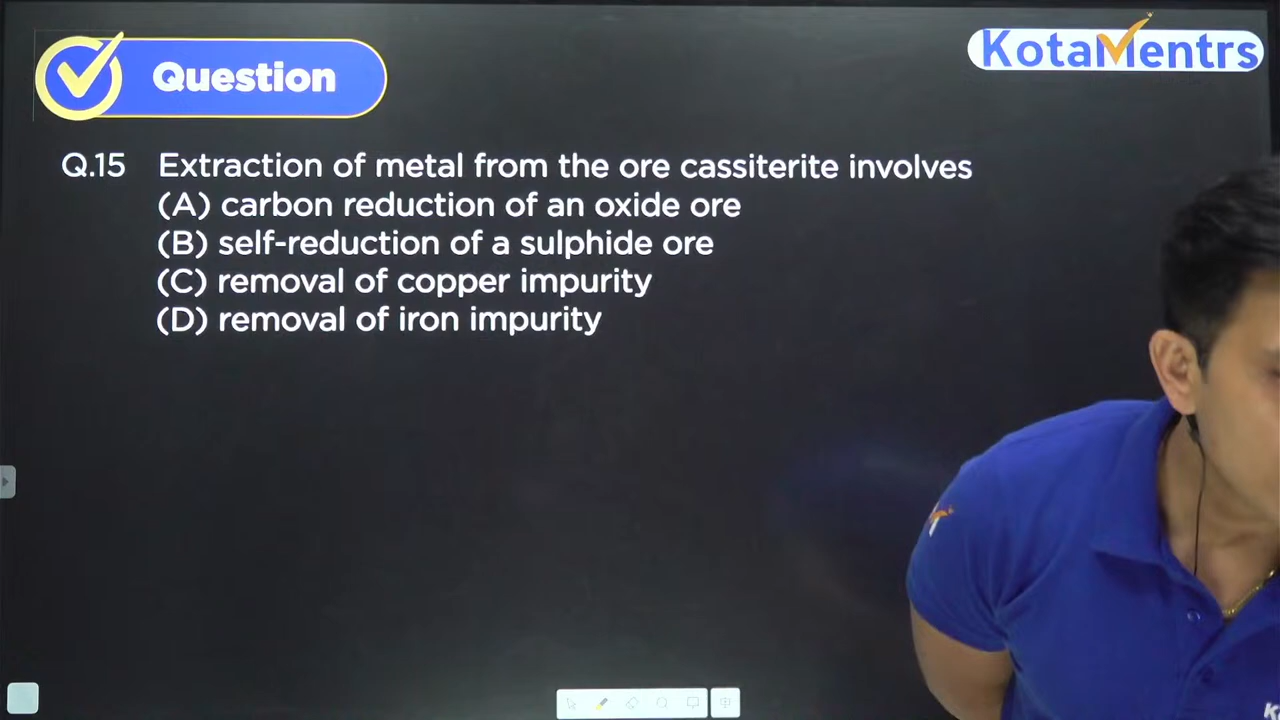 KotaMentrs
Question
Q.15 Extraction of metal from the ore cassiterite involves
(A) carbon reduction of an oxide ore
(B) self-reduction of a sulphide ore
(C) removal of copper impurity
(D) removal of iron impurity